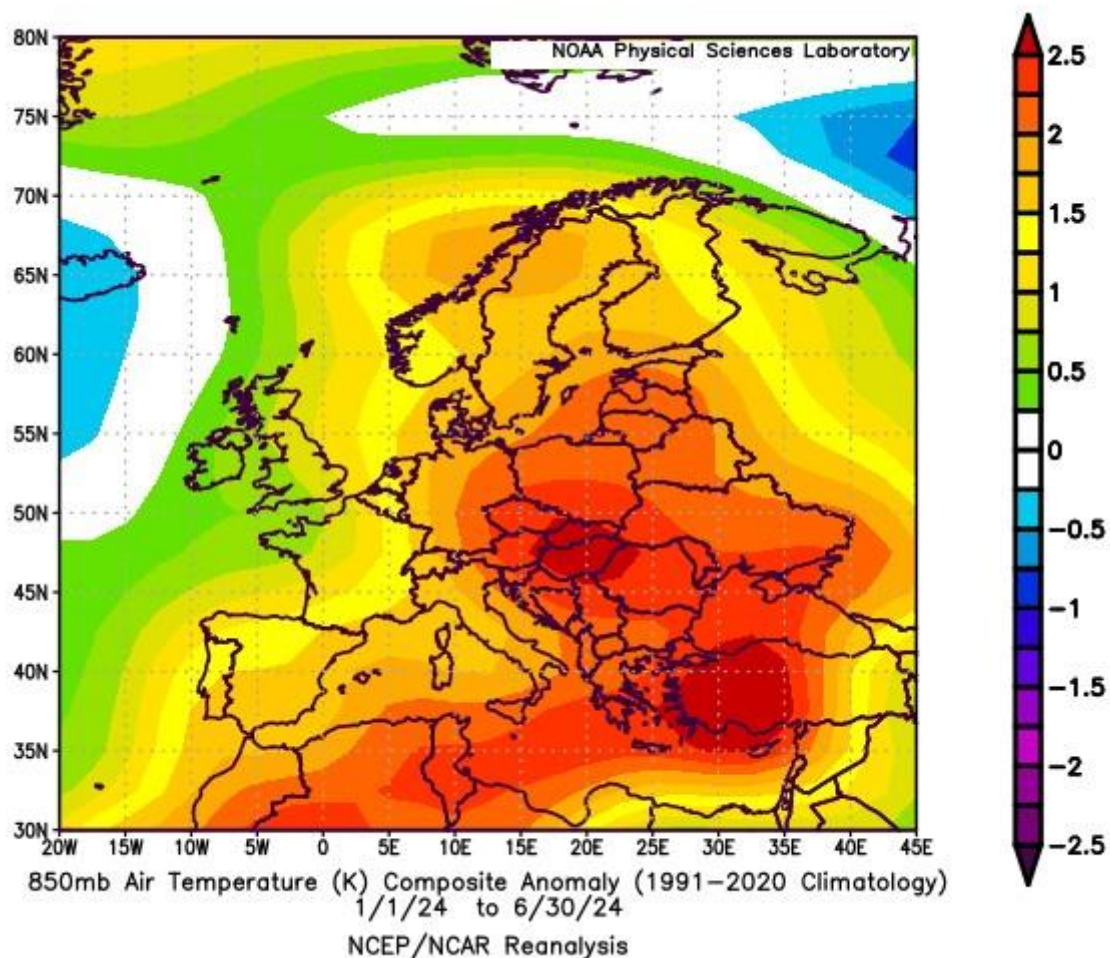 NOAA Physical Sciences Laboratory
80N
75N
70N
65N
60N
55N
50N
45N
40N
35N
30N
20W 15W 10W 5W 0 5E 10E 15E 20E 25E 30E 35E 40E 45E
2.5
2
1.5
1
0.5
0
-0.5
-1
-1.5
-2
-2.5
850mb Air Temperature (K) Composite Anomaly (1991-2020 Climatology)
1/1/24 to 6/30/24
NCEP/NCAR Reanalysis